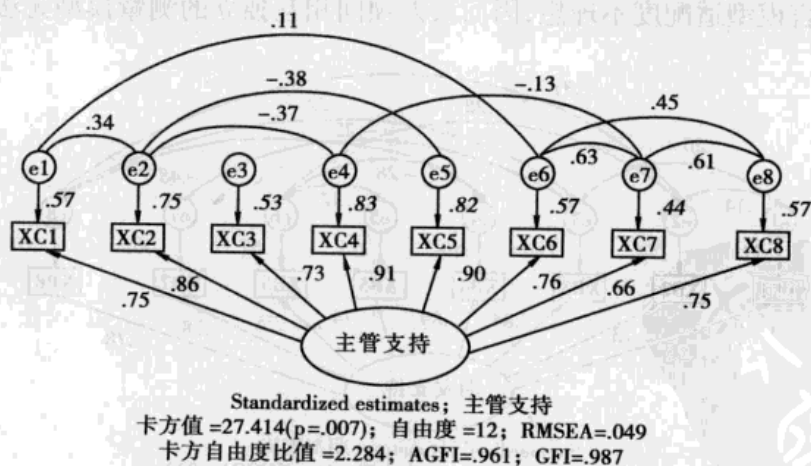 .11
-.38
-.13
-.37
.45
.34
.63
.61
e1 e2 e3 e4 e5 e6 e7 e8
.57 .75 .53 .83 .82 .57 .44 .57
XC1 XC2 XC3 XC4 XC5 XC6 XC7 XC8
.75 .86 .73 .91 .90 .76 .66 .75
主管支持
Standardized estimates; 主管支持
卡方值=27.414(p=.007); 自由度=12; RMSEA=.049
卡方自由度比值=2.284; AGFI=.961; GFI=.987